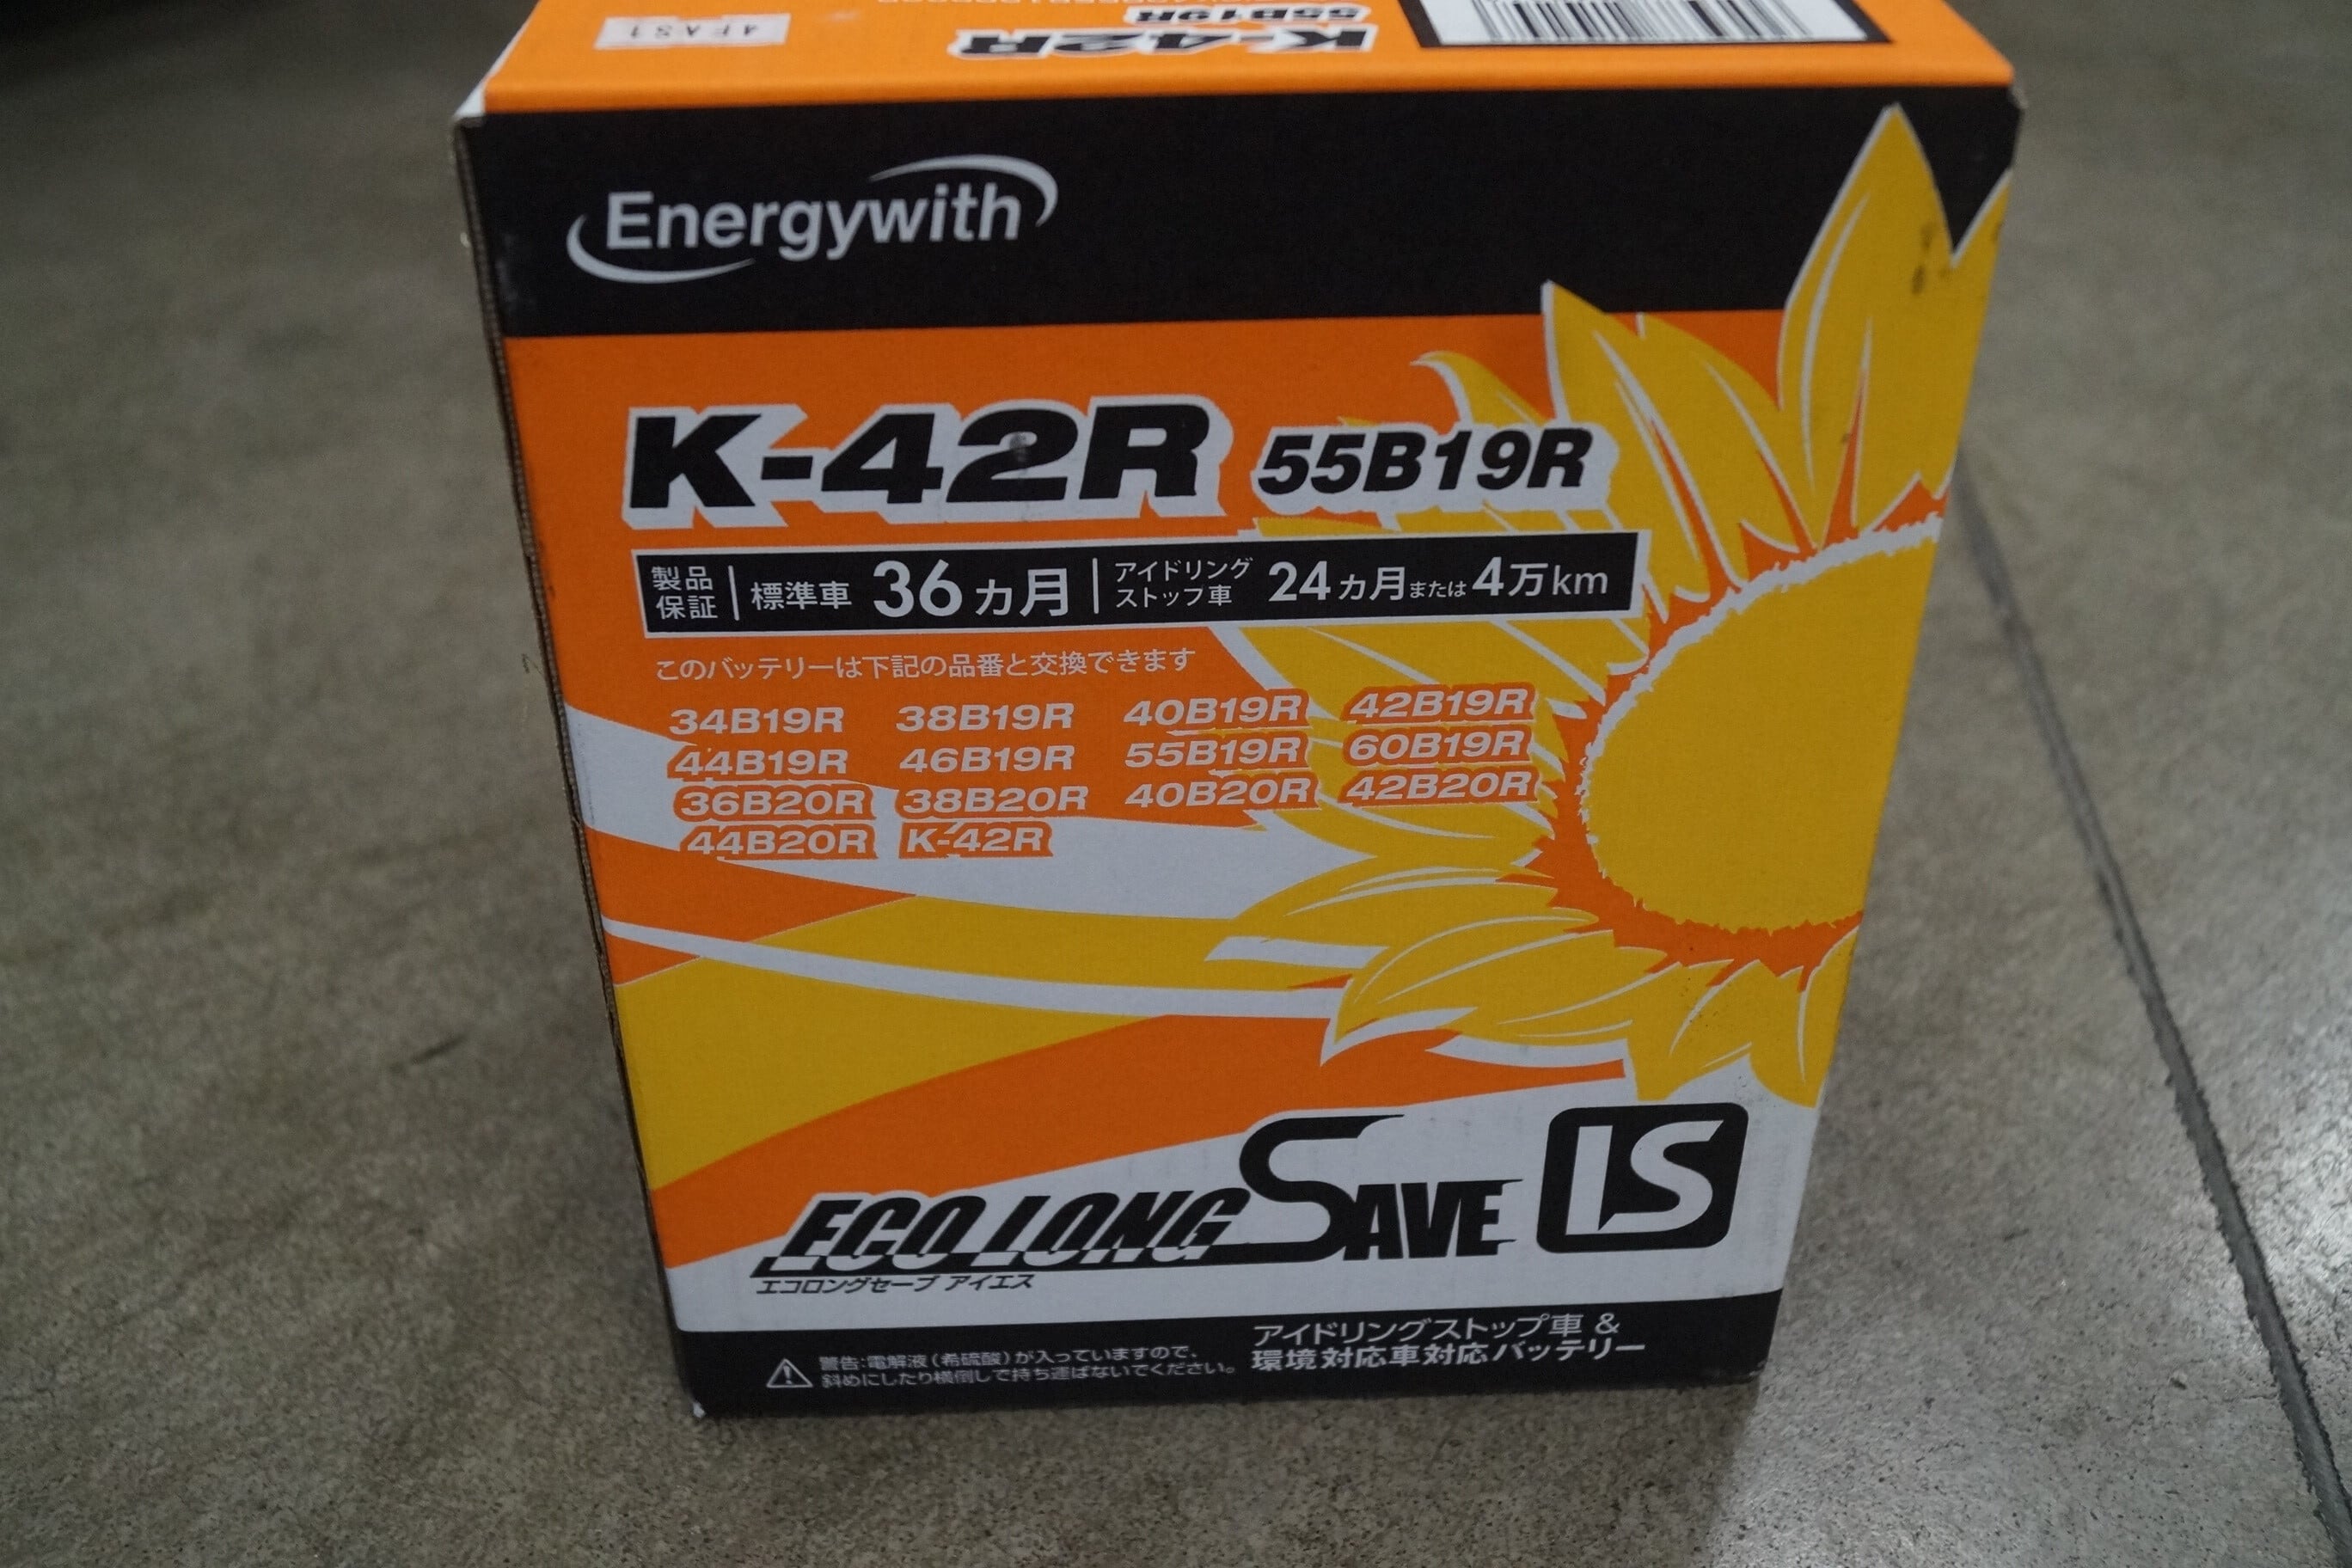 K-42R
55B19R
Energywith
K-42R 55B19R
製品保証 標準車 36ヵ月 アイドリングストップ車 24ヵ月または4万km
このバッテリーは下記の品番と交換できます
34B19R 38B19R 40B19R 42B19R
44B19R 46B19R 55B19R 60B19R
36B20R 38B20R 40B20R 42B20R
44B20R K-42R
ECO LONG SAVE IS
エコロングセーブ アイエス
警告:電解液(希硫酸)が入っていますので、
斜めにしたり横倒しで持ち運ばないでください。
アイドリングストップ車 &
環境対応車対応バッテリー